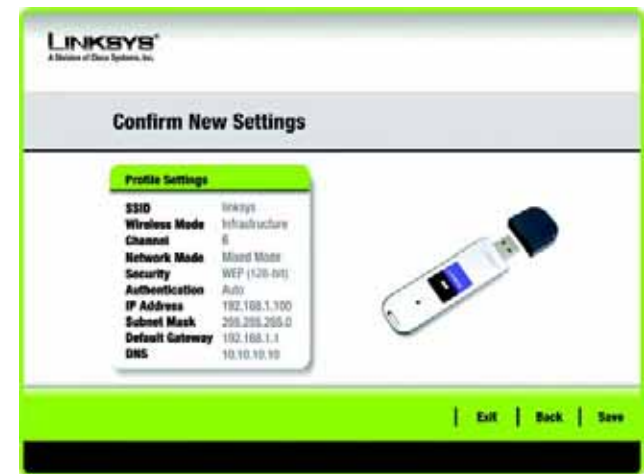 LINKSYS®
A Division of Cisco Systems, Inc.
Confirm New Settings
Profile Settings
SSID linksys
Wireless Mode Infrastructure
Channel 6
Network Mode Mixed Mode
Security WEP (128-bit)
Authentication Auto
IP Address 192.168.1.100
Subnet Mask 255.255.255.0
Default Gateway 192.168.1.1
DNS 10.10.10.10
Exit Back Save